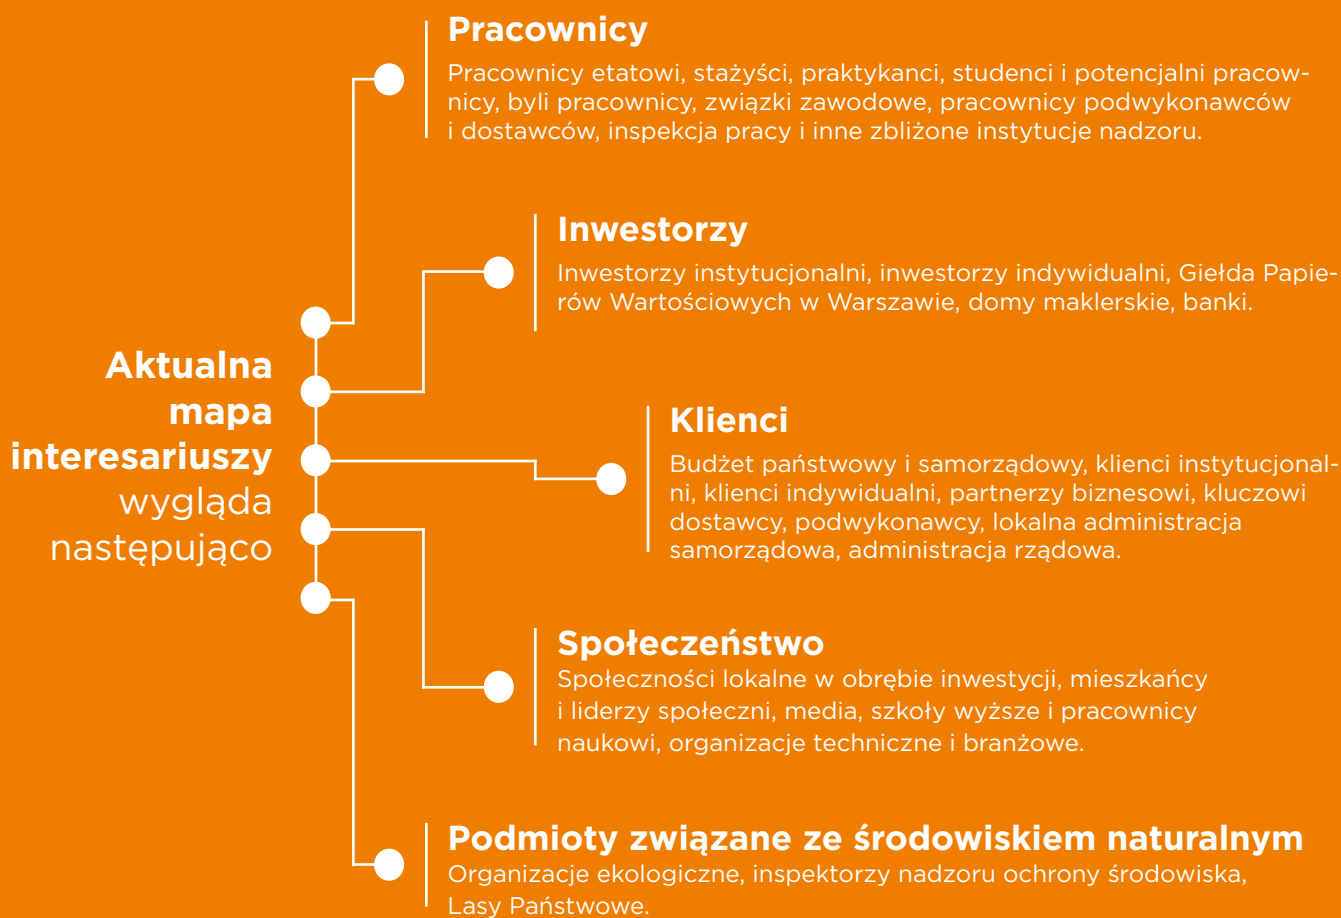 Aktualna
mapa
interesariuszy
wygląda
następująco
Pracownicy
Pracownicy etatowi, stażyści, praktykanci, studenci i potencjalni pracow-
nicy, byli pracownicy, związki zawodowe, pracownicy podwykonawców
i dostawców, inspekcja pracy i inne zbliżone instytucje nadzoru.
Inwestorzy
Inwestorzy instytucjonalni, inwestorzy indywidualni, Giełda Papie-
rów Wartościowych w Warszawie, domy maklerskie, banki.
Klienci
Budżet państwowy i samorządowy, klienci instytucjonal-
ni, klienci indywidualni, partnerzy biznesowi, kluczowi
dostawcy, podwykonawcy, lokalna administracja
samorządowa, administracja rządowa.
Społeczeństwo
Społeczności lokalne w obrębie inwestycji, mieszkańcy
i liderzy społeczni, media, szkoły wyższe i pracownicy
naukowi, organizacje techniczne i branżowe.
Podmioty związane ze środowiskiem naturalnym
Organizacje ekologiczne, inspektorzy nadzoru ochrony środowiska,
Lasy Państwowe.